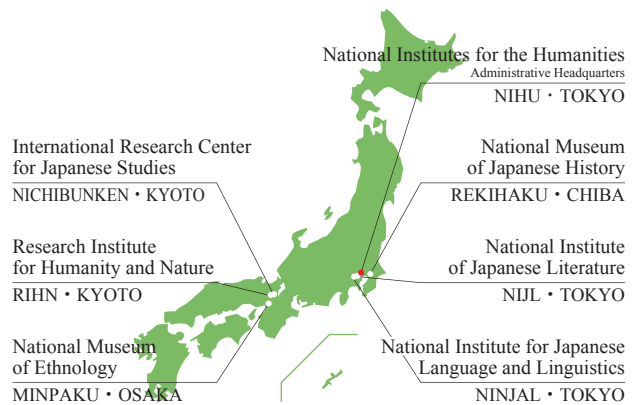 National Institutes for the Humanities
Administrative Headquarters
NIHU・TOKYO
International Research Center
for Japanese Studies
NICHIBUNKEN・KYOTO
National Museum
of Japanese History
REKIHAKU・CHIBA
Research Institute
for Humanity and Nature
RIHN・KYOTO
National Institute
of Japanese Literature
NIJL・TOKYO
National Museum
of Ethnology
MINPAKU・OSAKA
National Institute for Japanese
Language and Linguistics
NINJAL・TOKYO